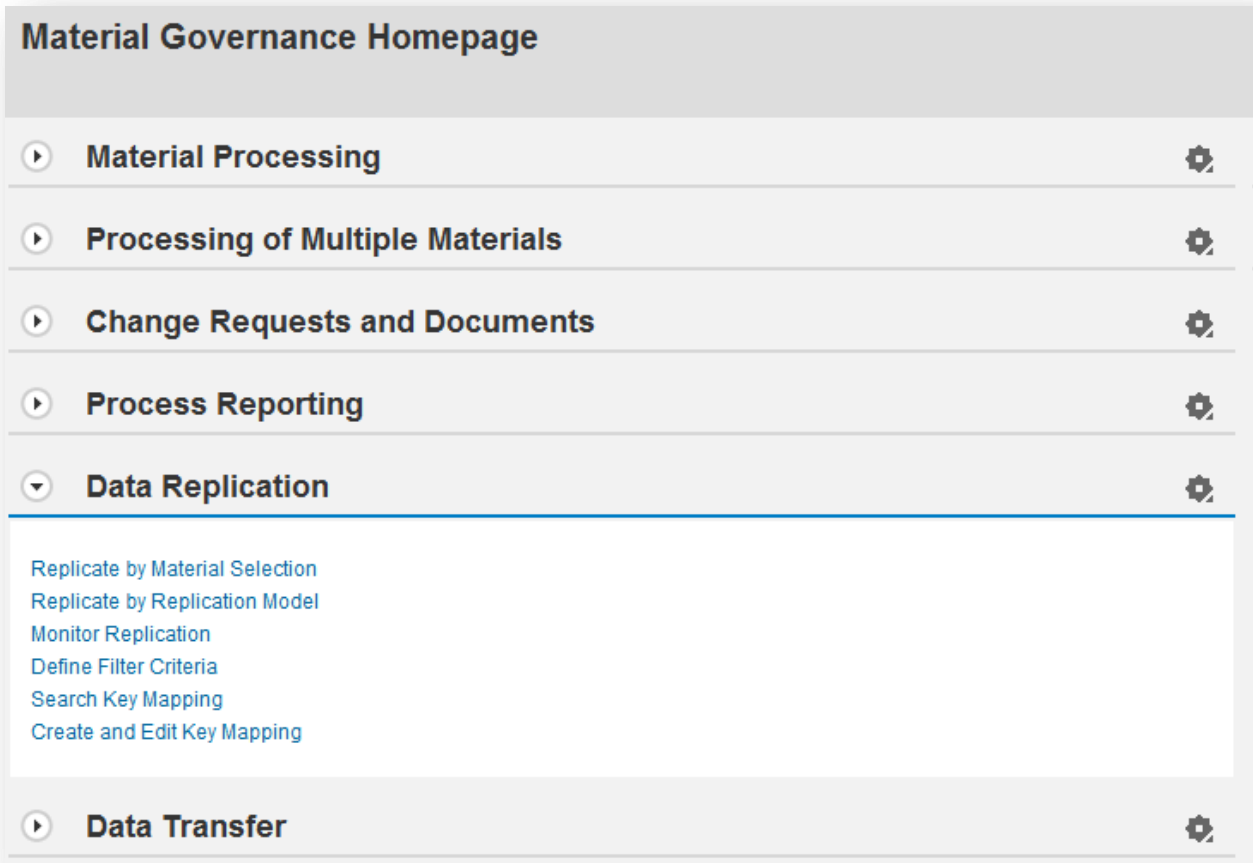 Material Governance Homepage
Material Processing
Processing of Multiple Materials
Change Requests and Documents
Process Reporting
Data Replication
Replicate by Material Selection
Replicate by Replication Model
Monitor Replication
Define Filter Criteria
Search Key Mapping
Create and Edit Key Mapping
Data Transfer